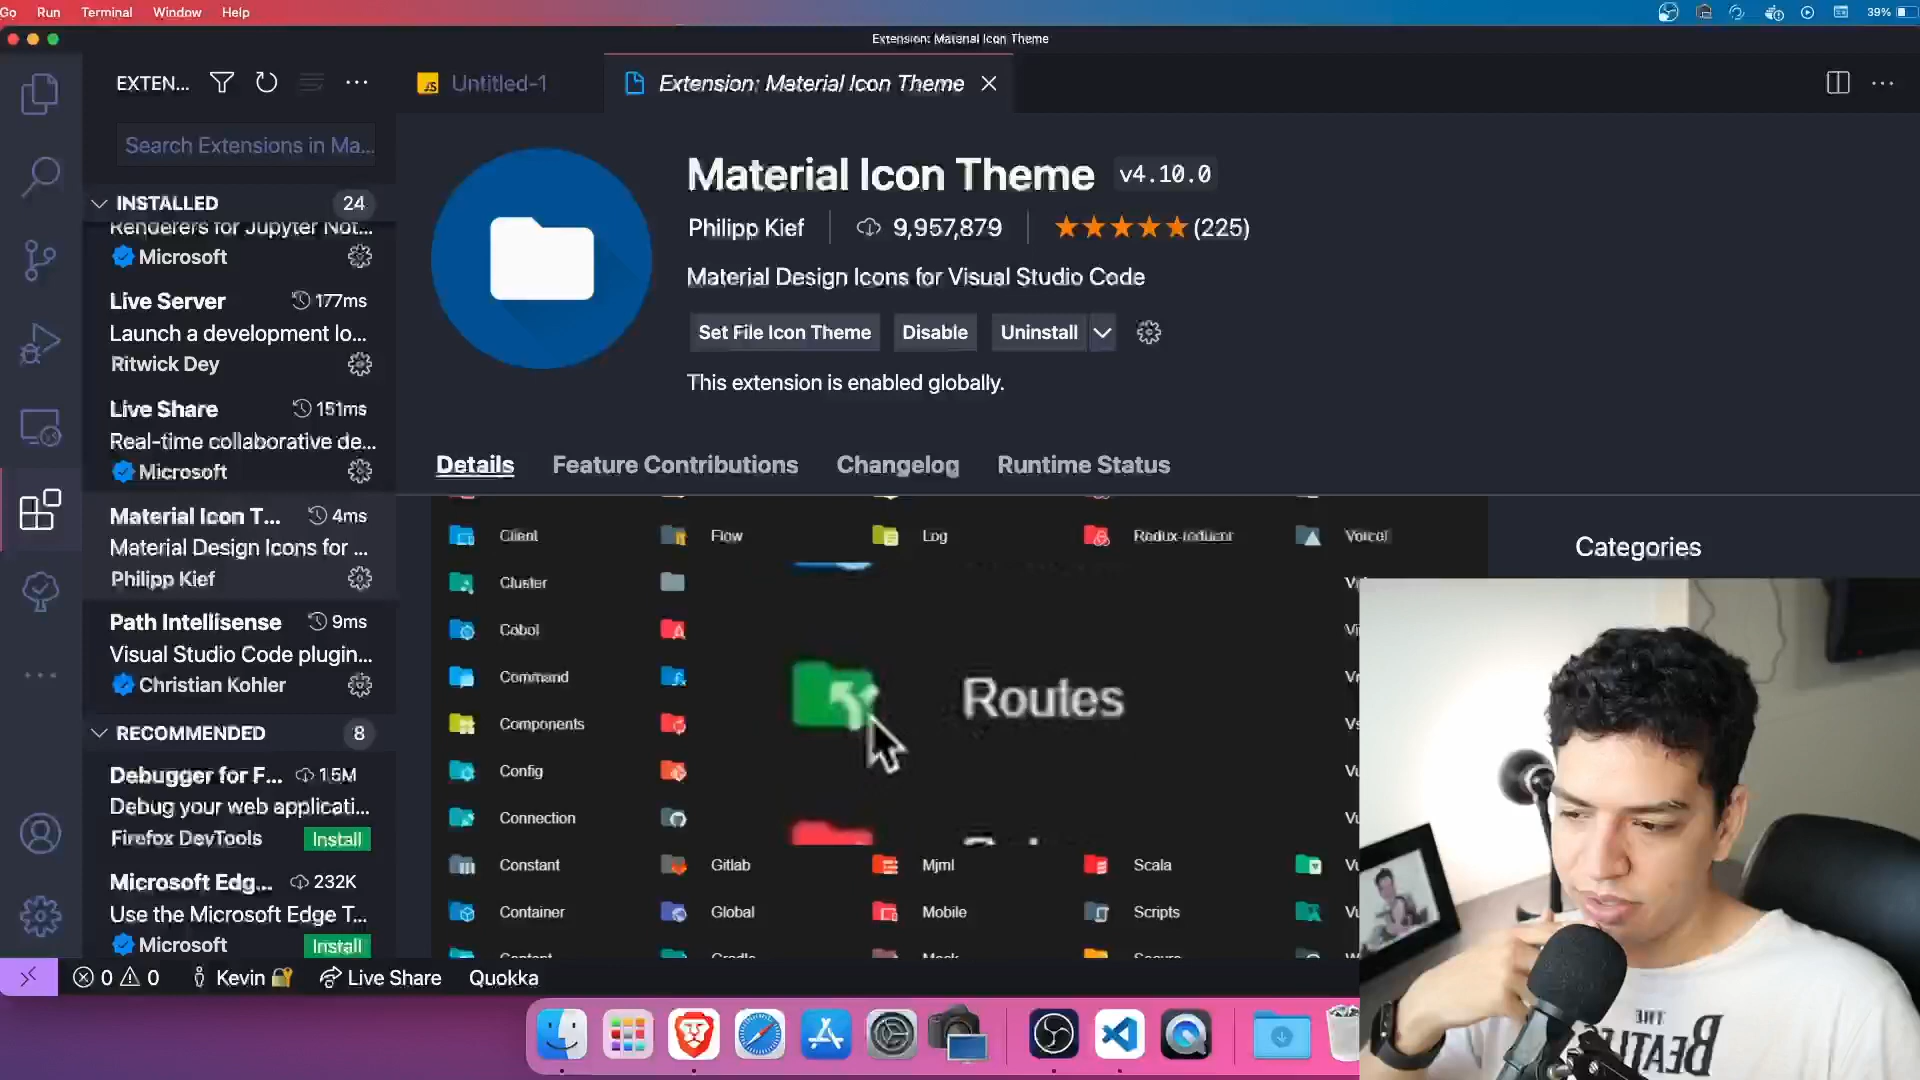 Go Run Terminal Window Help
39%
Extension: Material Icon Theme
EXTEN...
Untitled-1
Extension: Material Icon Theme
Search Extensions in Ma...
INSTALLED 24
Renderers for Jupyter Not...
Microsoft
Live Server 177ms
Launch a development lo...
Ritwick Dey
Live Share 151ms
Real-time collaborative de...
Microsoft
Material Icon T... 4ms
Material Design Icons for ...
Philipp Kief
Path Intellisense 9ms
Visual Studio Code plugin...
Christian Kohler
RECOMMENDED 8
Debugger for F... 1.5M
Debug your web applicati...
Firefox DevTools Install
Microsoft Edg... 232K
Use the Microsoft Edge T...
Microsoft Install
Material Icon Theme v4.10.0
Philipp Kief 9,957,879 (225)
Material Design Icons for Visual Studio Code
Set File Icon Theme Disable Uninstall
This extension is enabled globally.
Details Feature Contributions Changelog Runtime Status
Client Flow Log Redux-reducer Vercel
Cluster
Cobol
Command
Components
Config
Connection
Routes
Constant Gitlab Mjml Scala
Container Global Mobile Scripts
Categories
0 0 Kevin Live Share Quokka
THE
BEATLES